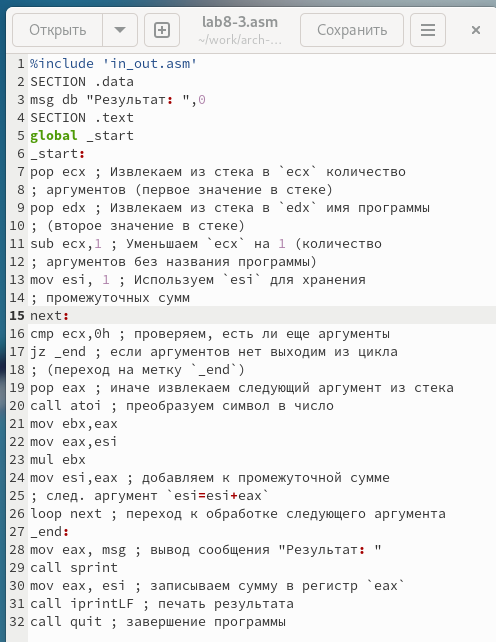 Открыть
lab8-3.asm
~/work/arch-...
Сохранить
1 %include 'in_out.asm'
2 SECTION .data
3 msg db "Результат: ",0
4 SECTION .text
5 global _start
6 _start:
7 pop ecx ; Извлекаем из стека в `ecx` количество
8 ; аргументов (первое значение в стеке)
9 pop edx ; Извлекаем из стека в `edx` имя программы
10 ; (второе значение в стеке)
11 sub ecx,1 ; Уменьшаем `ecx` на 1 (количество
12 ; аргументов без названия программы)
13 mov esi, 1 ; Используем `esi` для хранения
14 ; промежуточных сумм
15 next:
16 cmp ecx,0h ; проверяем, есть ли еще аргументы
17 jz _end ; если аргументов нет выходим из цикла
18 ; (переход на метку `_end`)
19 pop eax ; иначе извлекаем следующий аргумент из стека
20 call atoi ; преобразуем символ в число
21 mov ebx,eax
22 mov eax,esi
23 mul ebx
24 mov esi,eax ; добавляем к промежуточной сумме
25 ; след. аргумент `esi=esi+eax`
26 loop next ; переход к обработке следующего аргумента
27 _end:
28 mov eax, msg ; вывод сообщения "Результат: "
29 call sprint
30 mov eax, esi ; записываем сумму в регистр `eax`
31 call iprintLF ; печать результата
32 call quit ; завершение программы